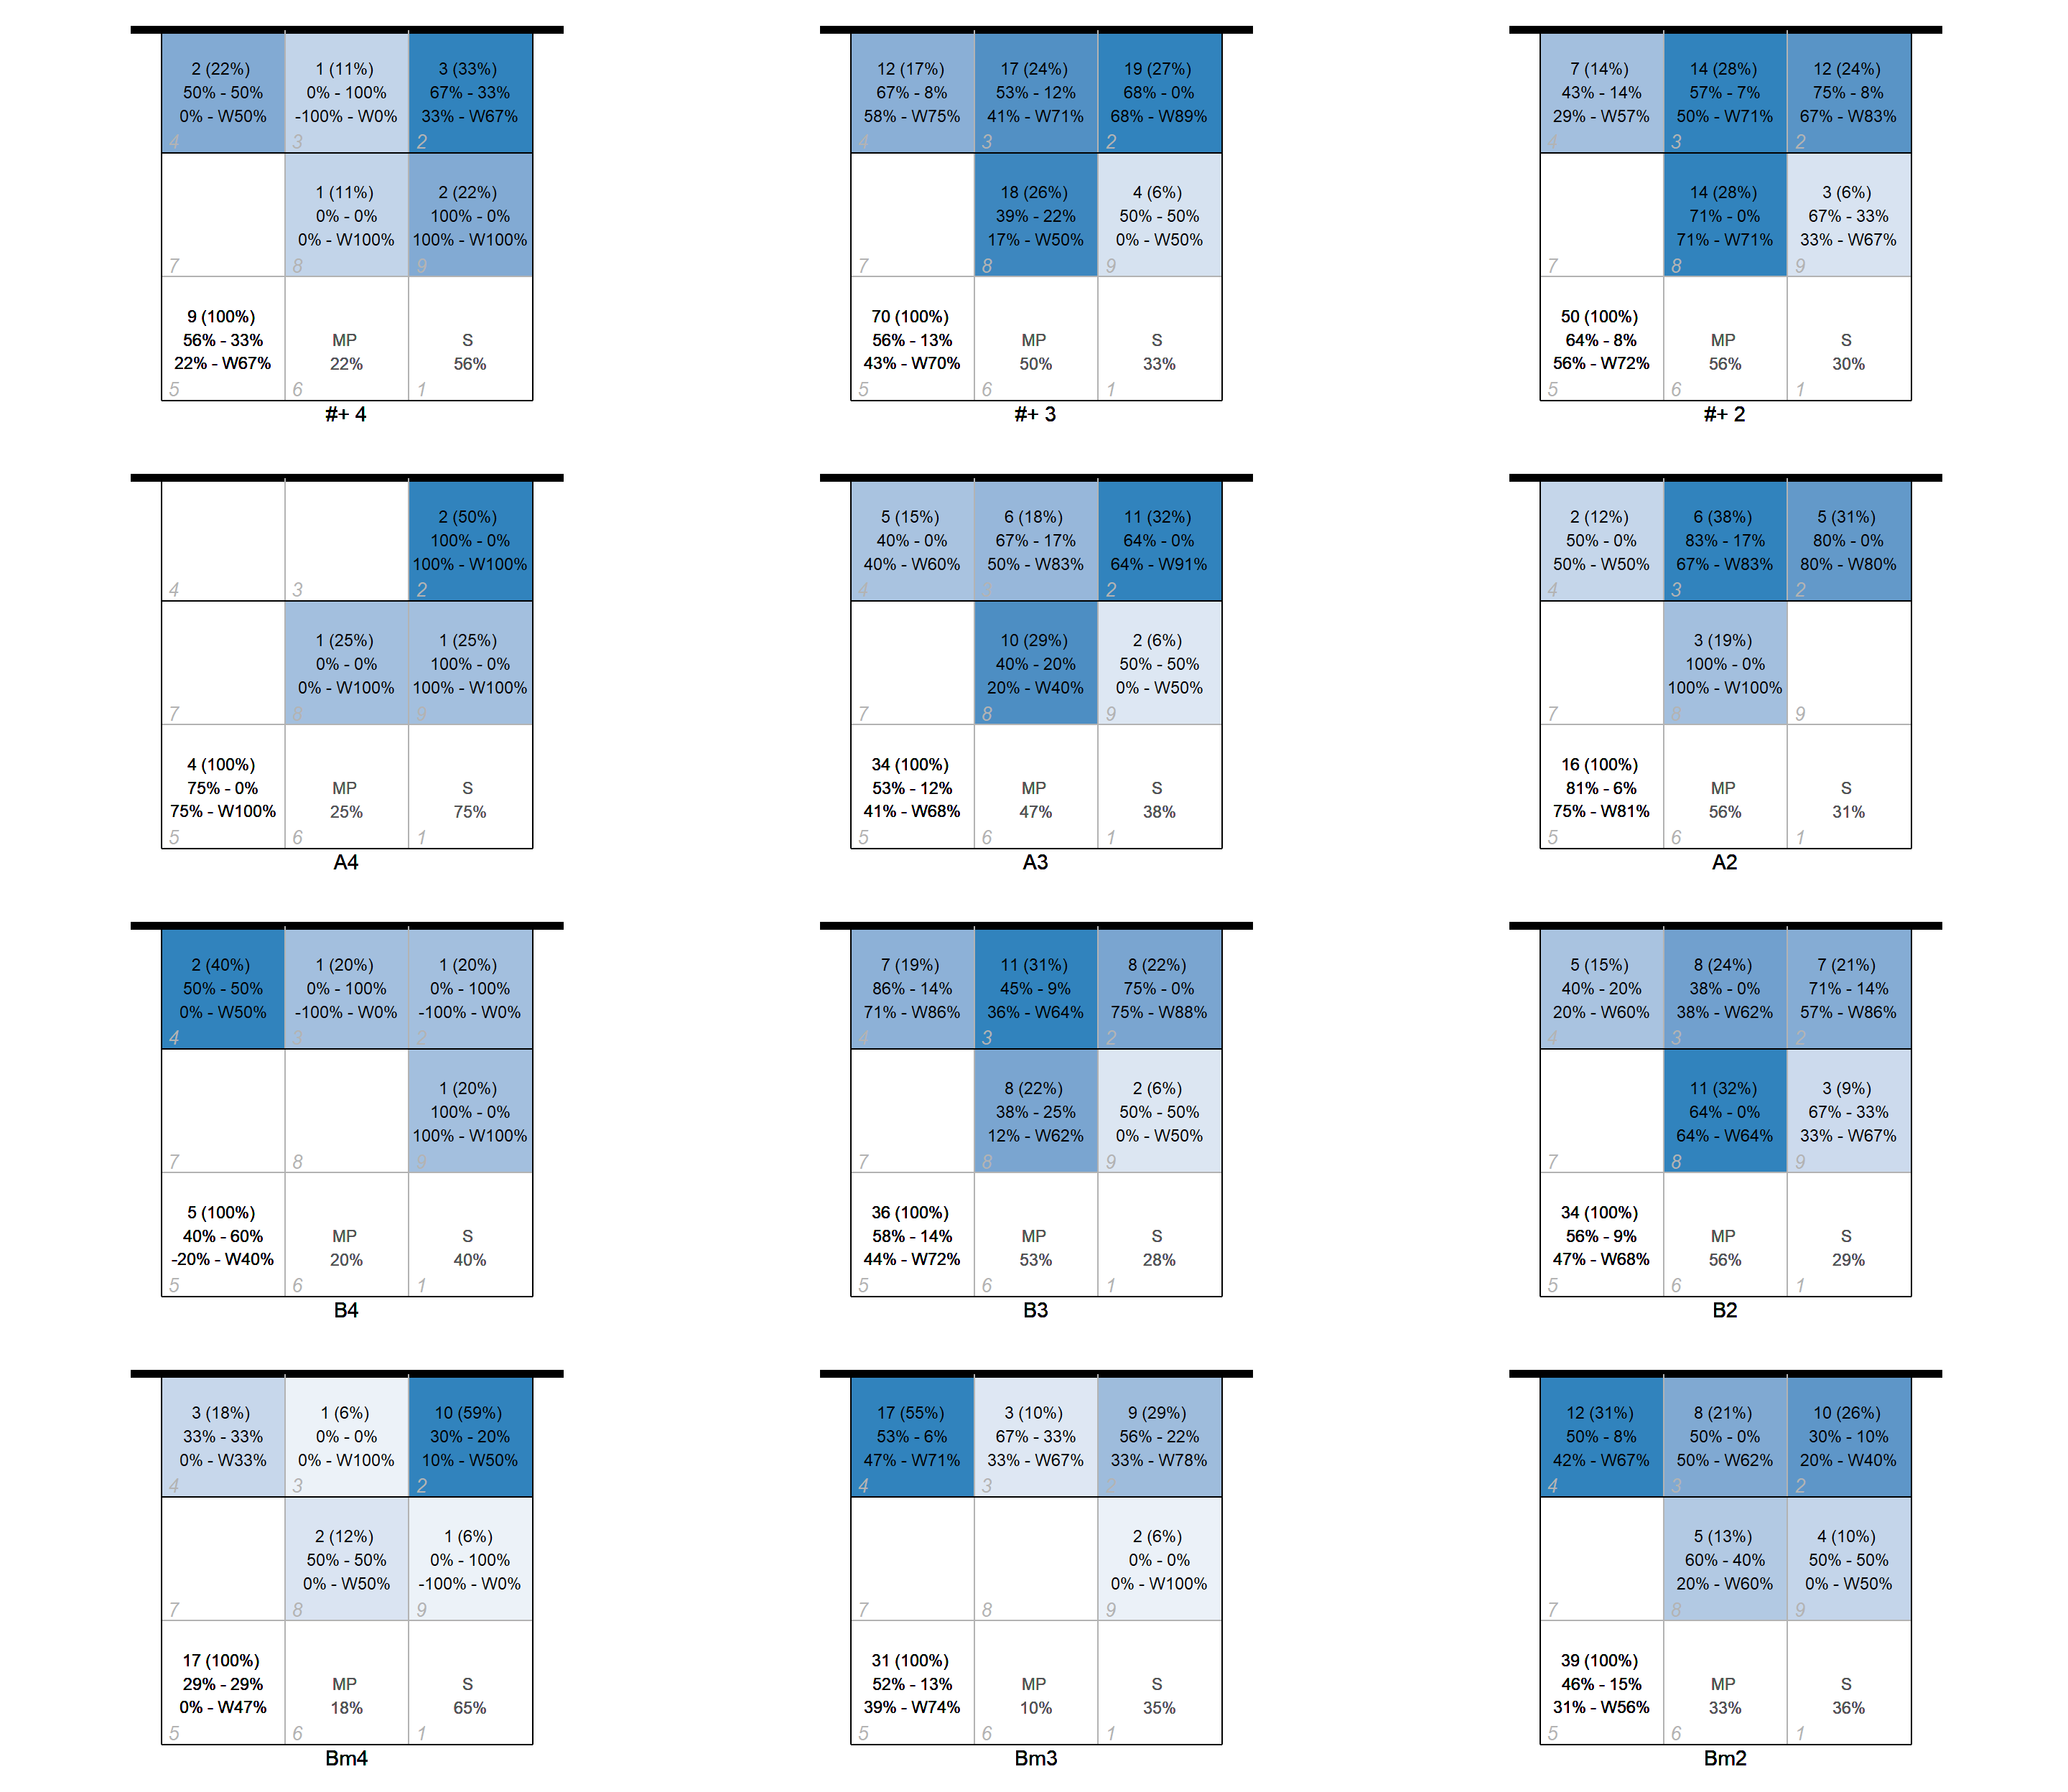 2 (22%)
50% - 50%
0% - W50%
4
1 (11%)
0% - 100%
-100% - W0%
3
3 (33%)
67% - 33%
33% - W67%
2
7
1 (11%)
0% - 0%
0% - W100%
8
2 (22%)
100% - 0%
100% - W100%
9
9 (100%)
56% - 33%
22% - W67%
5
MP
22%
6
S
56%
1
#+ 4
12 (17%)
67% - 8%
58% - W75%
4
17 (24%)
53% - 12%
41% - W71%
3
19 (27%)
68% - 0%
68% - W89%
2
7
18 (26%)
39% - 22%
17% - W50%
8
4 (6%)
50% - 50%
0% - W50%
9
70 (100%)
56% - 13%
43% - W70%
5
MP
50%
6
S
33%
1
#+ 3
7 (14%)
43% - 14%
29% - W57%
4
14 (28%)
57% - 7%
50% - W71%
3
12 (24%)
75% - 8%
67% - W83%
2
7
14 (28%)
71% - 0%
71% - W71%
8
3 (6%)
67% - 33%
33% - W67%
9
50 (100%)
64% - 8%
56% - W72%
5
MP
56%
6
S
30%
1
#+ 2
4
3
2 (50%)
100% - 0%
100% - W100%
2
7
1 (25%)
0% - 0%
0% - W100%
8
1 (25%)
100% - 0%
100% - W100%
9
4 (100%)
75% - 0%
75% - W100%
5
MP
25%
6
S
75%
1
A4
5 (15%)
40% - 0%
40% - W60%
4
6 (18%)
67% - 17%
50% - W83%
3
11 (32%)
64% - 0%
64% - W91%
2
7
10 (29%)
40% - 20%
20% - W40%
8
2 (6%)
50% - 50%
0% - W50%
9
34 (100%)
53% - 12%
41% - W68%
5
MP
47%
6
S
38%
1
A3
2 (12%)
50% - 0%
50% - W50%
4
6 (38%)
83% - 17%
67% - W83%
3
5 (31%)
80% - 0%
80% - W80%
2
7
3 (19%)
100% - 0%
100% - W100%
8
9
16 (100%)
81% - 6%
75% - W81%
5
MP
56%
6
S
31%
1
A2
2 (40%)
50% - 50%
0% - W50%
4
1 (20%)
0% - 100%
-100% - W0%
3
1 (20%)
0% - 100%
-100% - W0%
2
7
8
1 (20%)
100% - 0%
100% - W100%
9
5 (100%)
40% - 60%
-20% - W40%
5
MP
20%
6
S
40%
1
B4
7 (19%)
86% - 14%
71% - W86%
4
11 (31%)
45% - 9%
36% - W64%
3
8 (22%)
75% - 0%
75% - W88%
2
7
8 (22%)
38% - 25%
12% - W62%
8
2 (6%)
50% - 50%
0% - W50%
9
36 (100%)
58% - 14%
44% - W72%
5
MP
53%
6
S
28%
1
B3
5 (15%)
40% - 20%
20% - W60%
4
8 (24%)
38% - 0%
38% - W62%
3
7 (21%)
71% - 14%
57% - W86%
2
7
11 (32%)
64% - 0%
64% - W64%
8
3 (9%)
67% - 33%
33% - W67%
9
34 (100%)
56% - 9%
47% - W68%
5
MP
56%
6
S
29%
1
B2
3 (18%)
33% - 33%
0% - W33%
4
1 (6%)
0% - 0%
0% - W100%
3
10 (59%)
30% - 20%
10% - W50%
2
7
2 (12%)
50% - 50%
0% - W50%
8
1 (6%)
0% - 100%
-100% - W0%
9
17 (100%)
29% - 29%
0% - W47%
5
MP
18%
6
S
65%
1
Bm4
17 (55%)
53% - 6%
47% - W71%
4
3 (10%)
67% - 33%
33% - W67%
3
9 (29%)
56% - 22%
33% - W78%
2
7
8
2 (6%)
0% - 0%
0% - W100%
9
31 (100%)
52% - 13%
39% - W74%
5
MP
10%
6
S
35%
1
Bm3
12 (31%)
50% - 8%
42% - W67%
4
8 (21%)
50% - 0%
50% - W62%
3
10 (26%)
30% - 10%
20% - W40%
2
7
5 (13%)
60% - 40%
20% - W60%
8
4 (10%)
50% - 50%
0% - W50%
9
39 (100%)
46% - 15%
31% - W56%
5
MP
33%
6
S
36%
1
Bm2